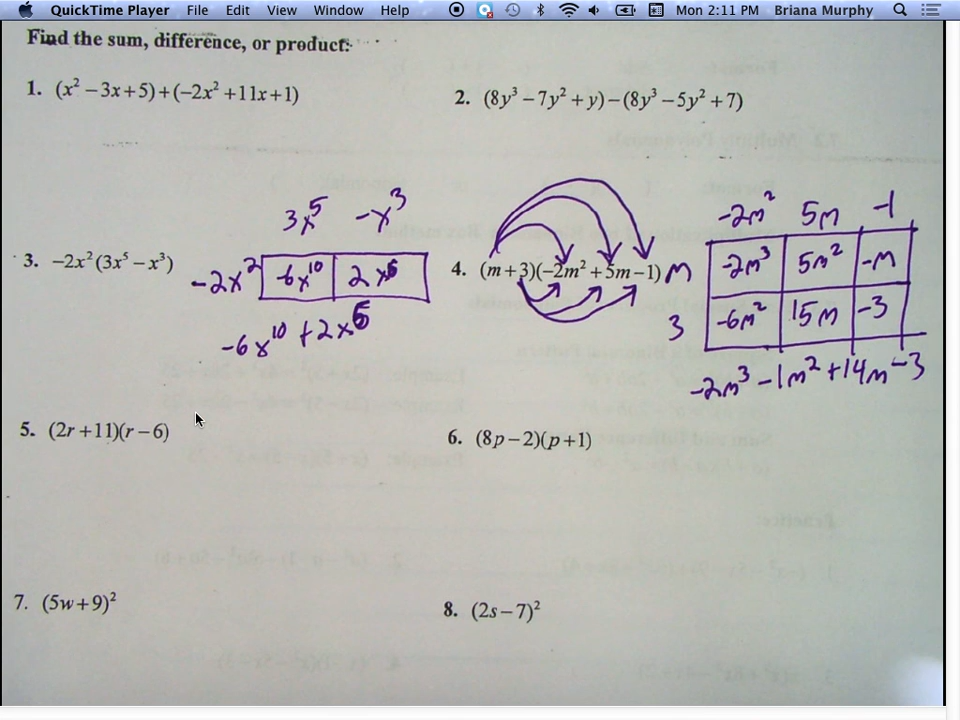 QuickTime Player File Edit View Window Help Mon 2:11 PM Briana Murphy
Find the sum, difference, or product:
1. (x² − 3x + 5) + (−2x² + 11x + 1)
2. (8y³ − 7y² + y) − (8y³ − 5y² + 7)
3x⁵ −x³
3. −2x²(3x⁵ − x³)
−2x² −6x¹⁰ 2x⁵
−6x¹⁰ + 2x⁵
4. (m + 3)(−2m² + 5m − 1)
−2m² 5m −1
m −2m³ 5m² −m
3 −6m² 15m −3
−2m³ − 1m² + 14m − 3
5. (2r + 11)(r − 6)
6. (8p − 2)(p + 1)
7. (5w + 9)²
8. (2s − 7)²